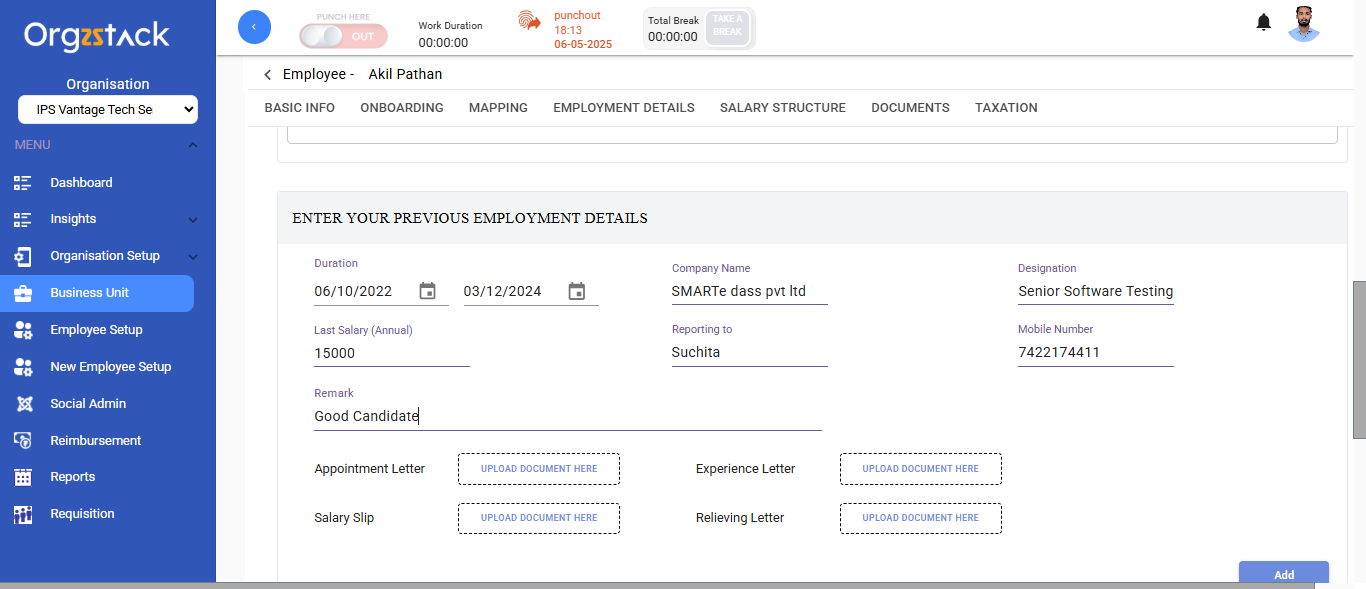 Orgzstack
Organisation
IPS Vantage Tech Se
MENU
Dashboard
Insights
Organisation Setup
Business Unit
Employee Setup
New Employee Setup
Social Admin
Reimbursement
Reports
Requisition
PUNCH HERE
OUT
Work Duration
00:00:00
punchout
18:13
06-05-2025
Total Break
00:00:00
TAKE A
BREAK
Employee - Akil Pathan
BASIC INFO ONBOARDING MAPPING EMPLOYMENT DETAILS SALARY STRUCTURE DOCUMENTS TAXATION
ENTER YOUR PREVIOUS EMPLOYMENT DETAILS
Duration
06/10/2022 03/12/2024
Company Name
SMARTe dass pvt ltd
Designation
Senior Software Testing
Last Salary (Annual)
15000
Reporting to
Suchita
Mobile Number
7422174411
Remark
Good Candidate
Appointment Letter UPLOAD DOCUMENT HERE Experience Letter UPLOAD DOCUMENT HERE
Salary Slip UPLOAD DOCUMENT HERE Relieving Letter UPLOAD DOCUMENT HERE
Add